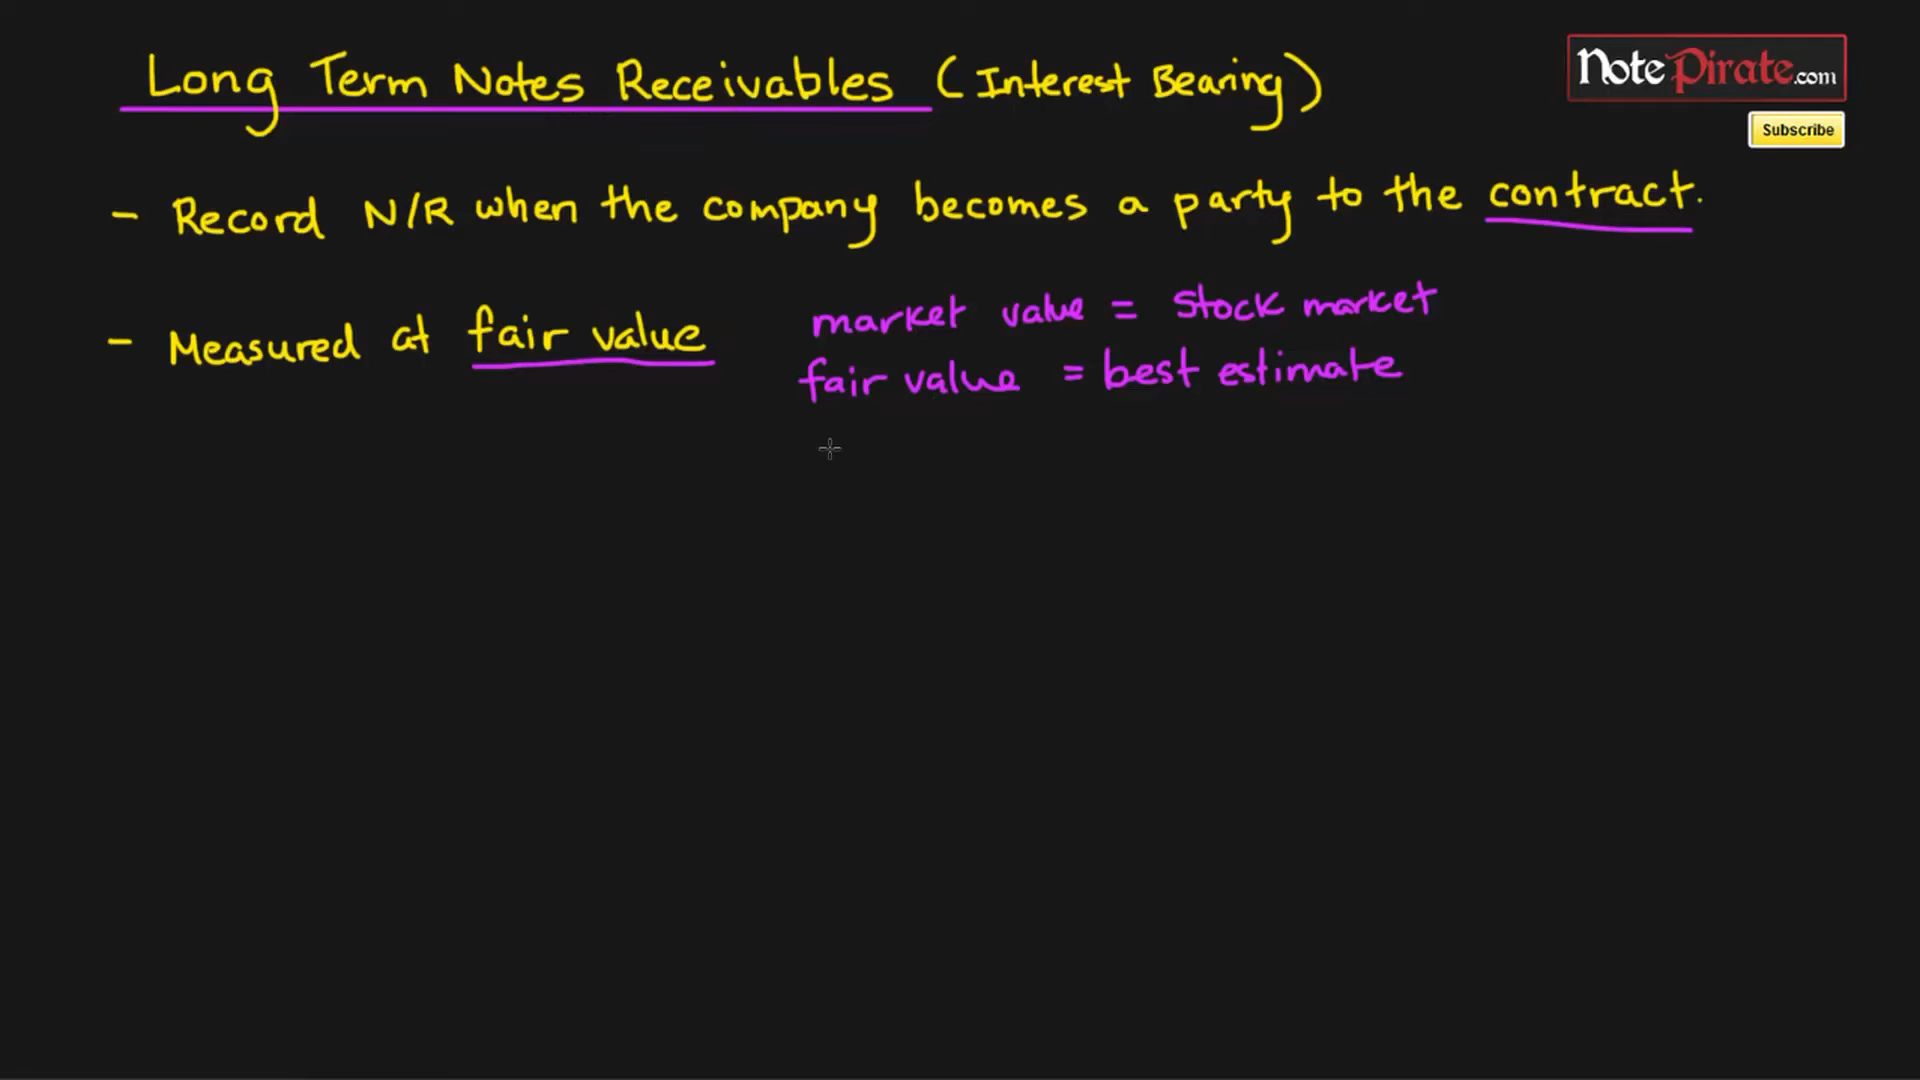 Long Term Notes Receivables (Interest Bearing)
NotePirate.com
Subscribe
- Record N/R when the company becomes a party to the contract.
- Measured at fair value
market value = stock market
fair value = best estimate